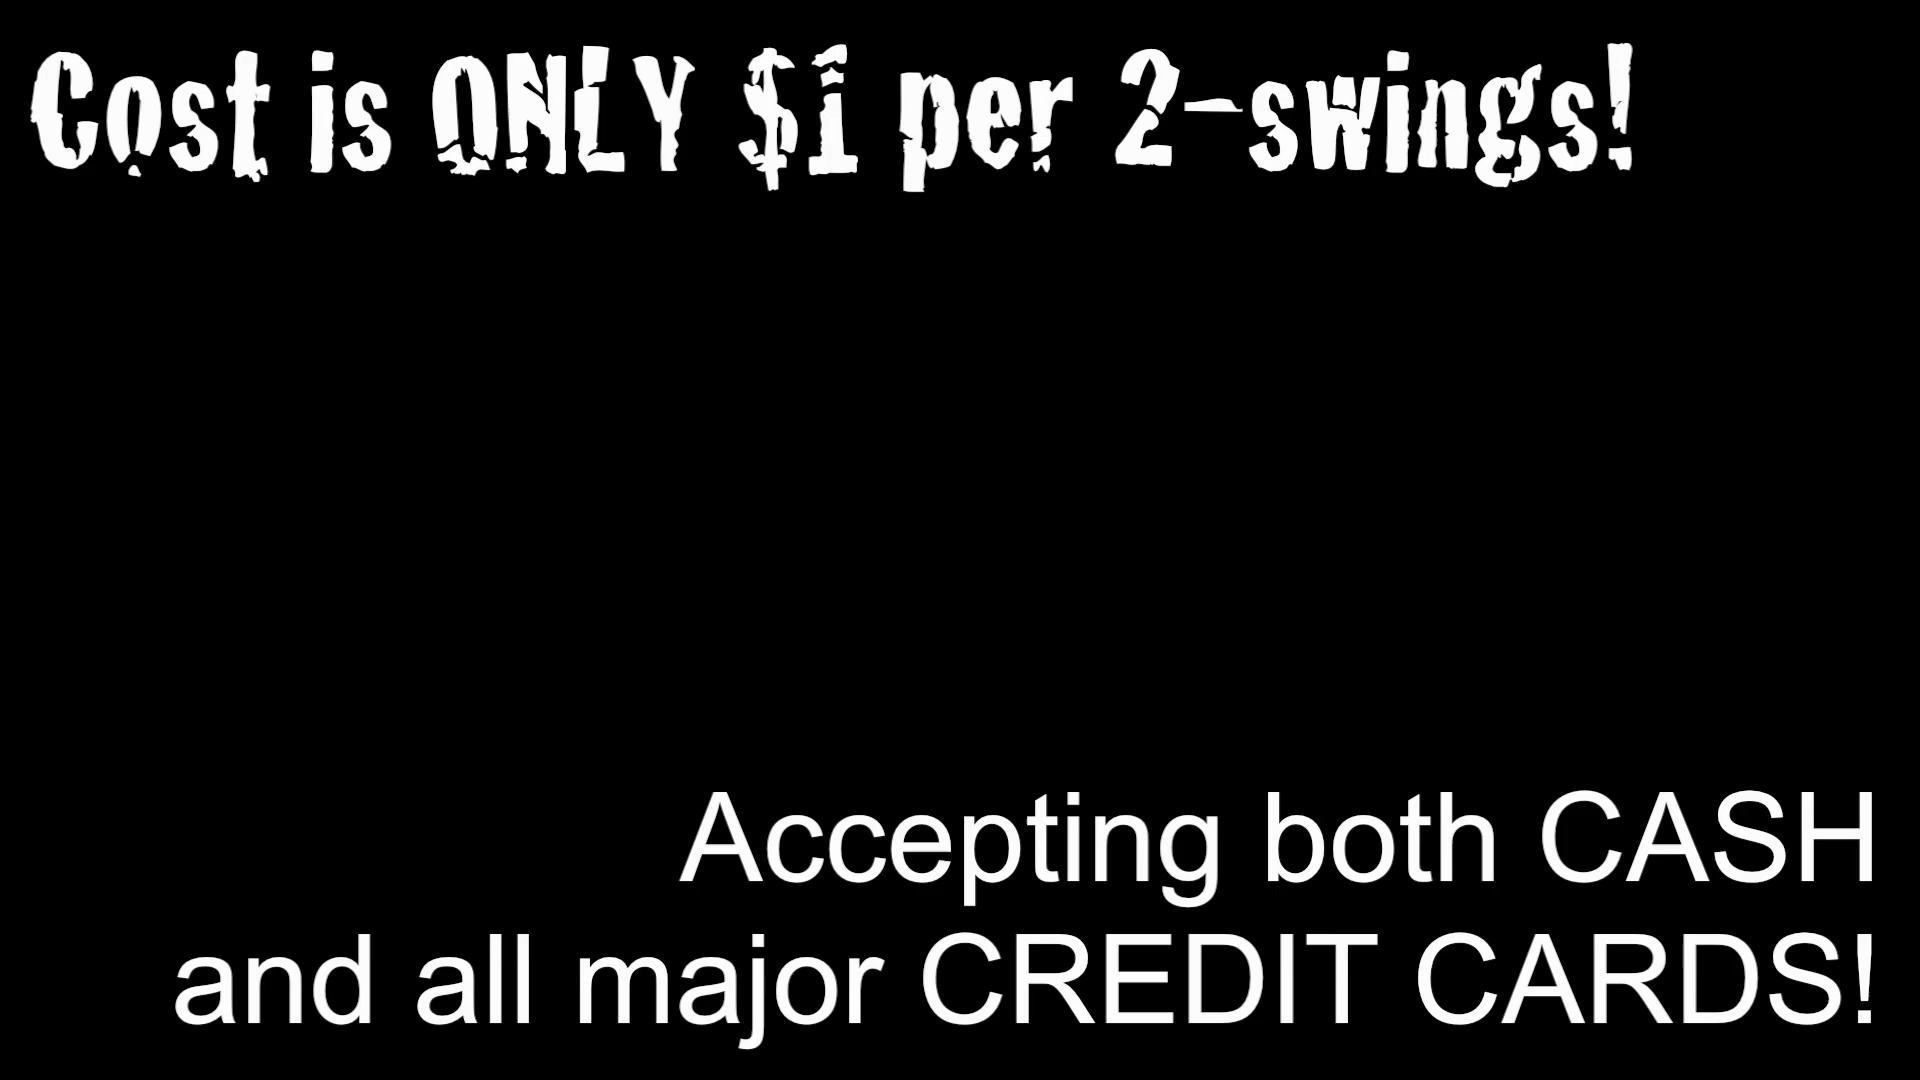 Cost is ONLY $1 per 2-swings!
Accepting both CASH
and all major CREDIT CARDS!